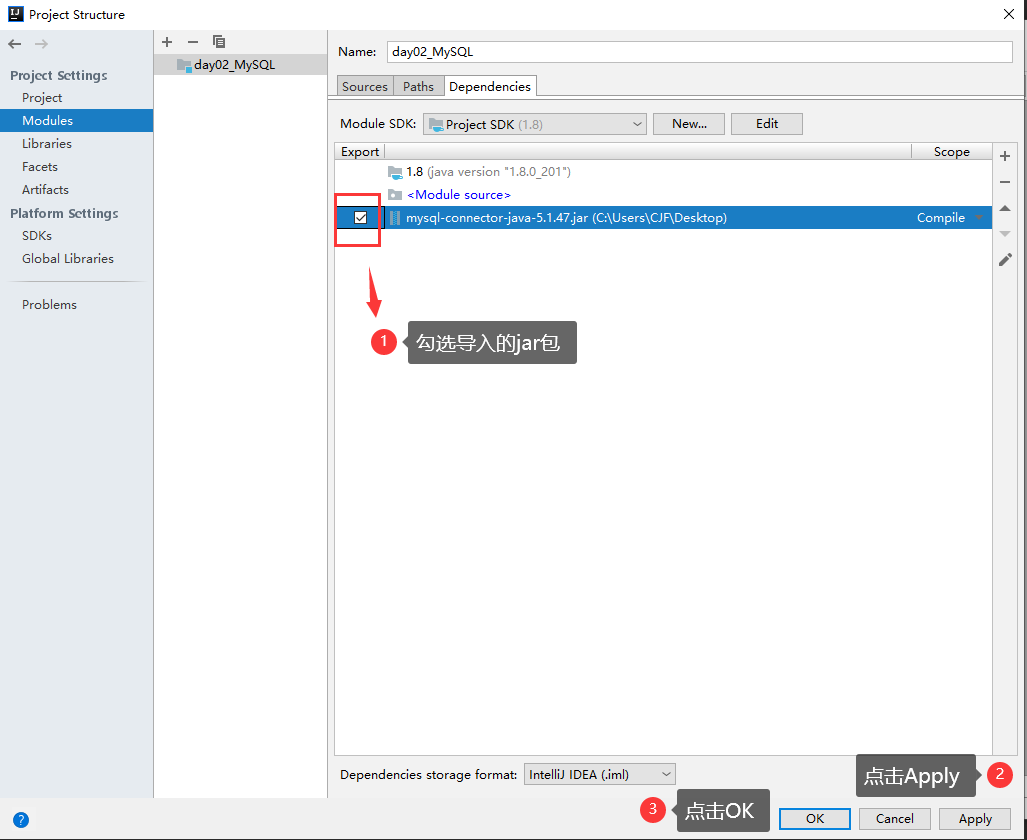 Project Structure
Name: day02_MySQL
day02_MySQL
Project Settings
Project
Modules
Libraries
Facets
Artifacts
Platform Settings
SDKs
Global Libraries
Problems
Sources Paths Dependencies
Module SDK: Project SDK (1.8) New... Edit
Export Scope
1.8 (java version "1.8.0_201")
<Module source>
mysql-connector-java-5.1.47.jar (C:\Users\CJF\Desktop) Compile
1 勾选导入的jar包
Dependencies storage format: IntelliJ IDEA (.iml)
点击Apply 2
3 点击OK
OK Cancel Apply
?